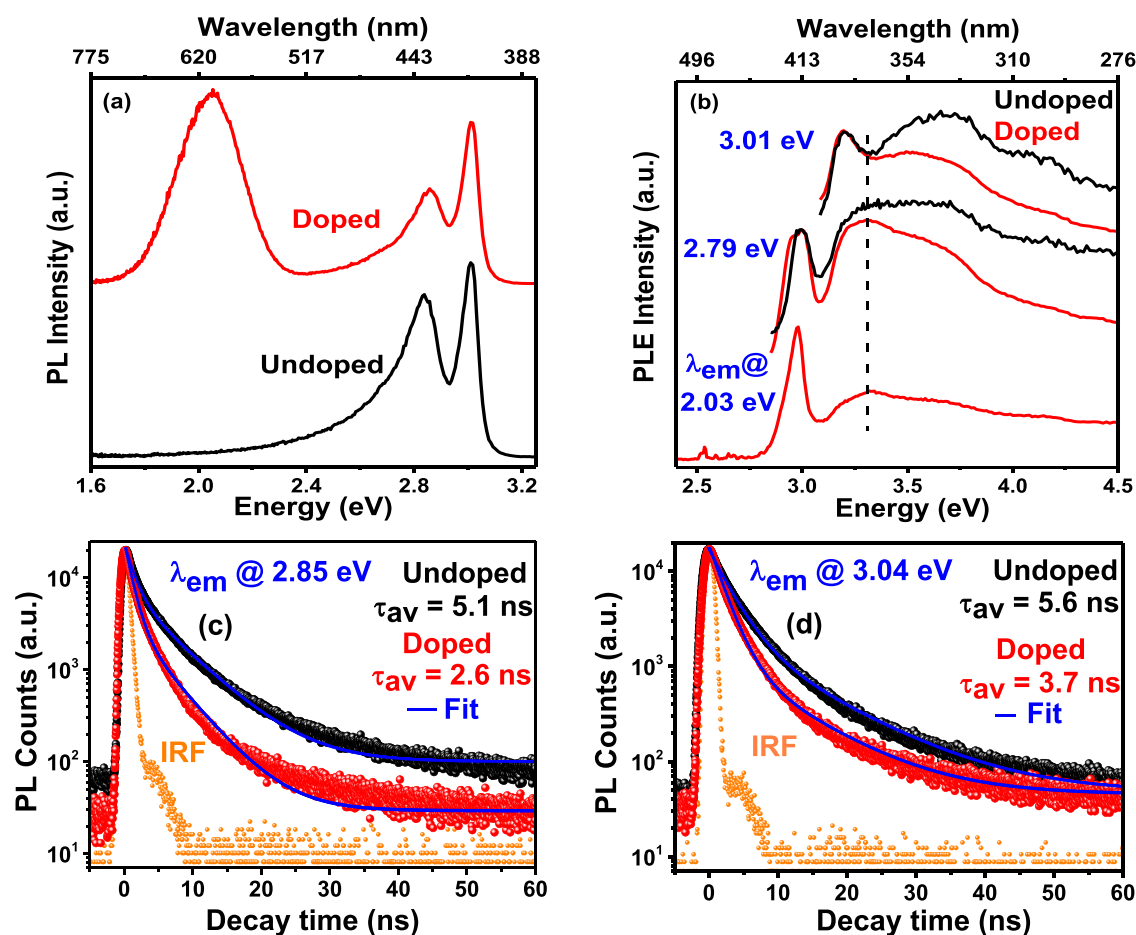 Wavelength (nm)
775 620 517 443 388
(a)
Doped
Undoped
PL Intensity (a.u.)
1.6 2.0 2.4 2.8 3.2
Energy (eV)
Wavelength (nm)
496 413 354 310 276
(b)
Undoped
Doped
3.01 eV
2.79 eV
λem@
2.03 eV
PLE Intensity (a.u.)
2.5 3.0 3.5 4.0 4.5
Energy (eV)
λem @ 2.85 eV
Undoped
τav = 5.1 ns
(c)
Doped
τav = 2.6 ns
Fit
IRF
PL Counts (a.u.)
10⁴
10³
10²
10¹
0 10 20 30 40 50 60
Decay time (ns)
λem @ 3.04 eV
Undoped
τav = 5.6 ns
(d)
Doped
τav = 3.7 ns
Fit
IRF
PL Counts (a.u.)
10⁴
10³
10²
10¹
0 10 20 30 40 50 60
Decay time (ns)